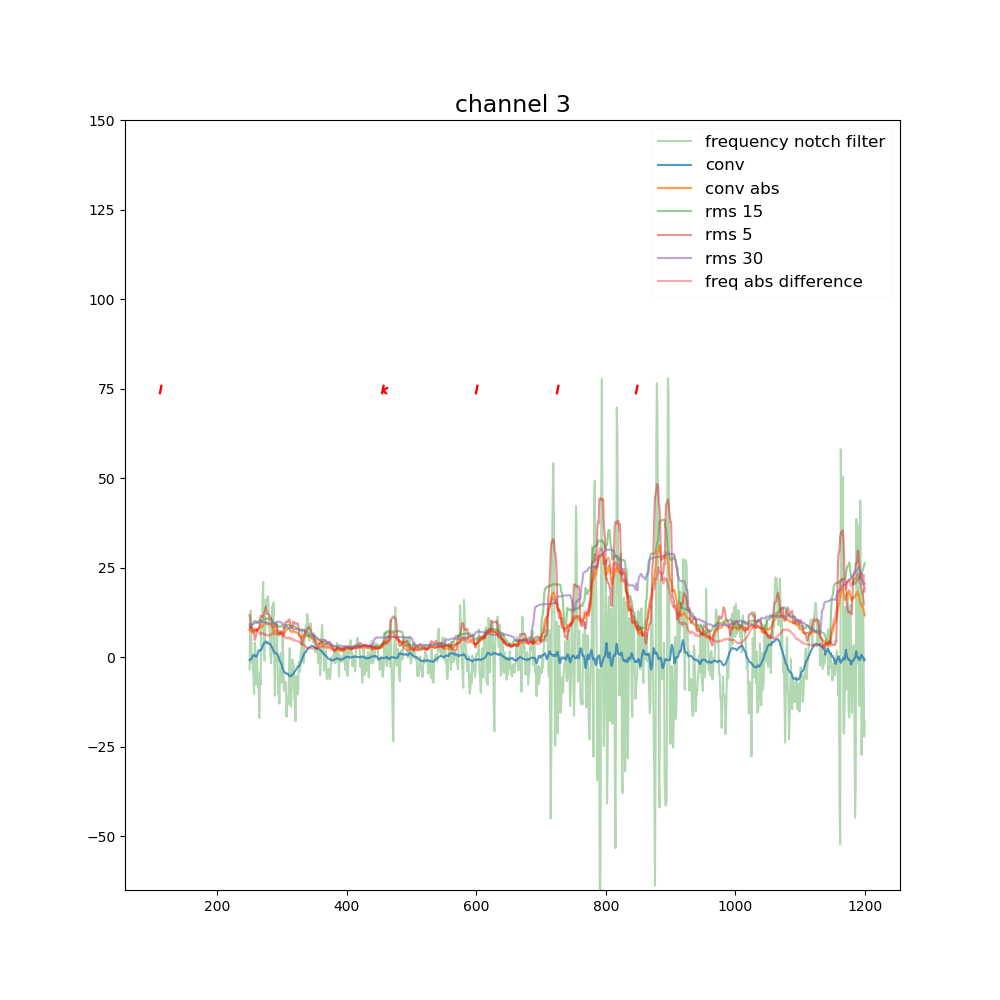 channel 3
150
frequency notch filter
conv
conv abs
rms 15
rms 5
rms 30
freq abs difference
125
100
75
l k l l l
50
25
0
−25
−50
200 400 600 800 1000 1200